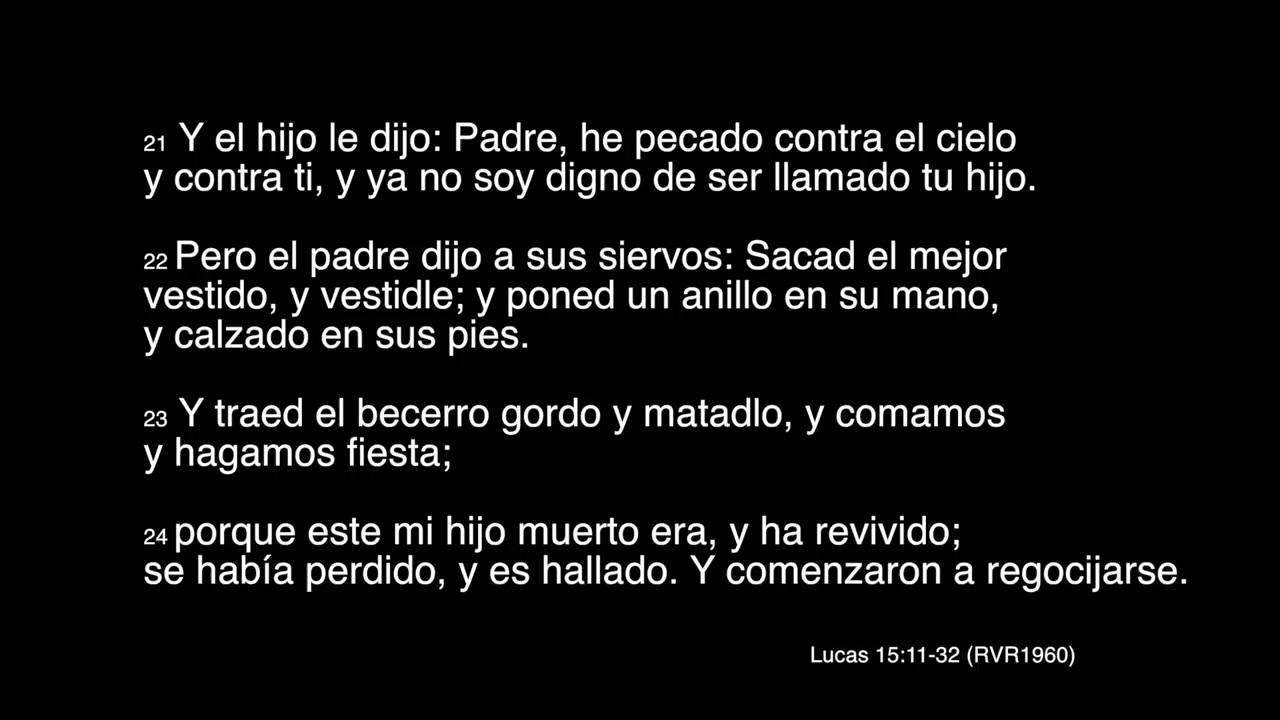 21 Y el hijo le dijo: Padre, he pecado contra el cielo
y contra ti, y ya no soy digno de ser llamado tu hijo.
22 Pero el padre dijo a sus siervos: Sacad el mejor
vestido, y vestidle; y poned un anillo en su mano,
y calzado en sus pies.
23 Y traed el becerro gordo y matadlo, y comamos
y hagamos fiesta;
24 porque este mi hijo muerto era, y ha revivido;
se había perdido, y es hallado. Y comenzaron a regocijarse.
Lucas 15:11-32 (RVR1960)